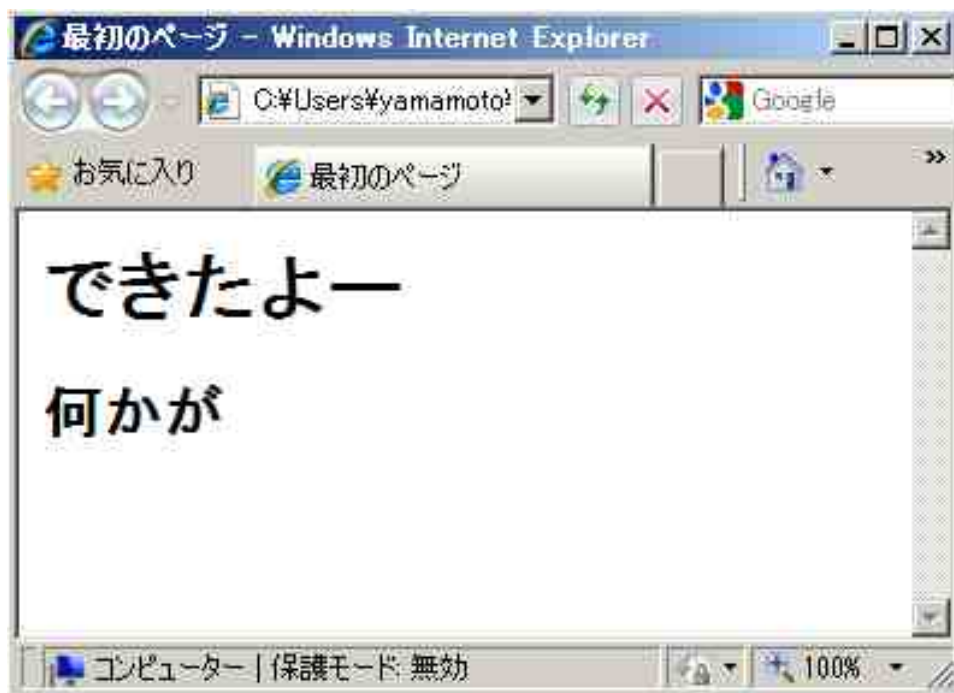 最初のページ - Windows Internet Explorer
C:¥Users¥yamamoto¥
Google
お気に入り
最初のページ
できたよー
何かが
コンピューター | 保護モード: 無効
100%